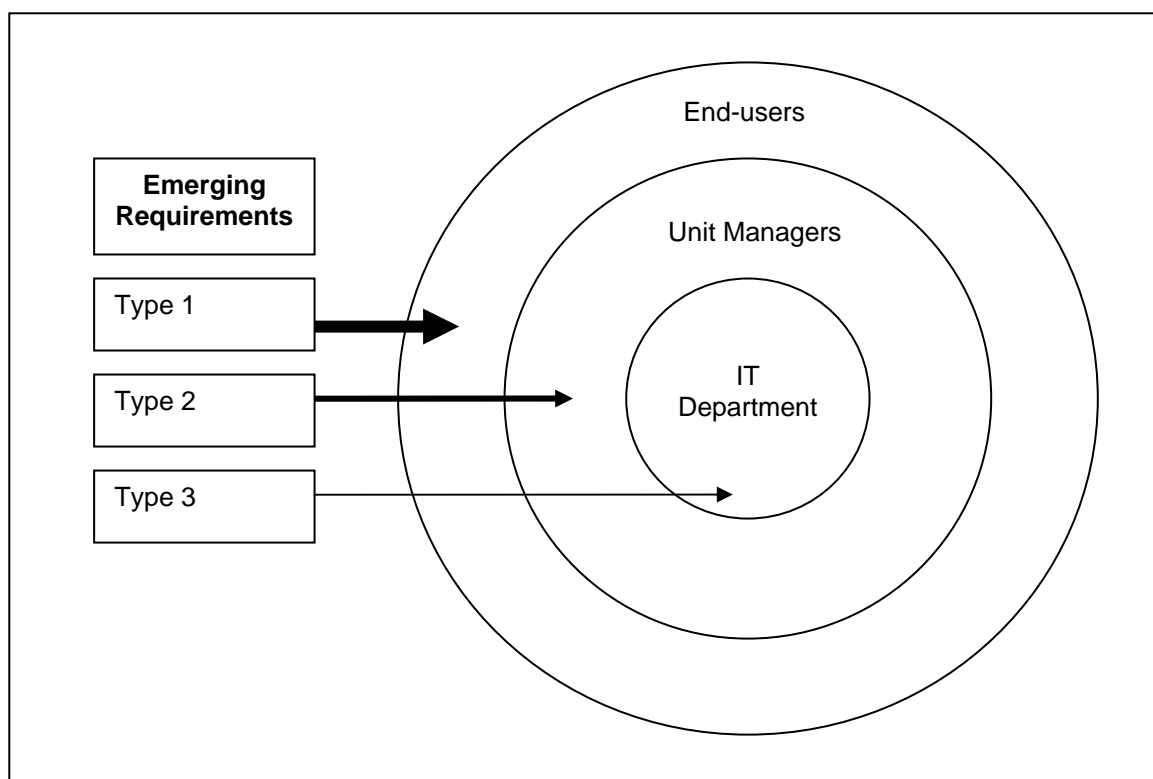 End-users
Emerging
Requirements
Unit Managers
Type 1
IT
Department
Type 2
Type 3